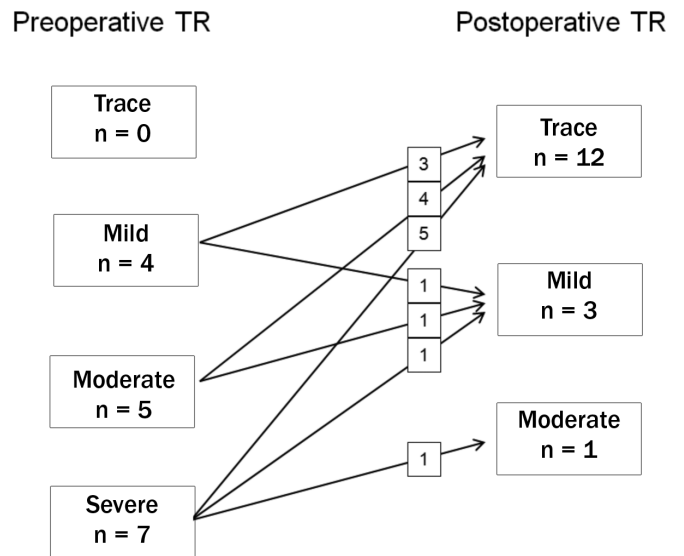 Preoperative TR
Postoperative TR
Trace
n = 0
Mild
n = 4
Moderate
n = 5
Severe
n = 7
3
4
5
1
1
1
1
Trace
n = 12
Mild
n = 3
Moderate
n = 1